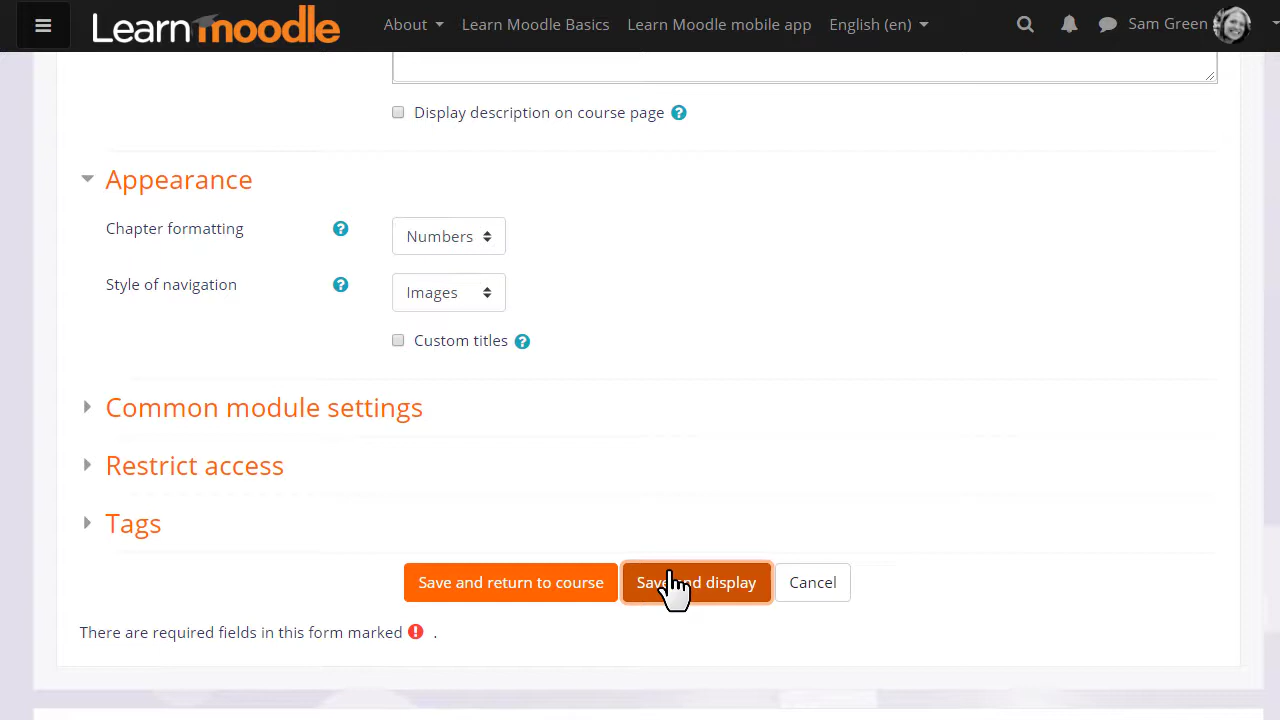 Learn moodle About Learn Moodle Basics Learn Moodle mobile app English (en) Sam Green
Display description on course page
Appearance
Chapter formatting Numbers
Style of navigation Images
Custom titles
Common module settings
Restrict access
Tags
Save and return to course Save and display Cancel
There are required fields in this form marked .